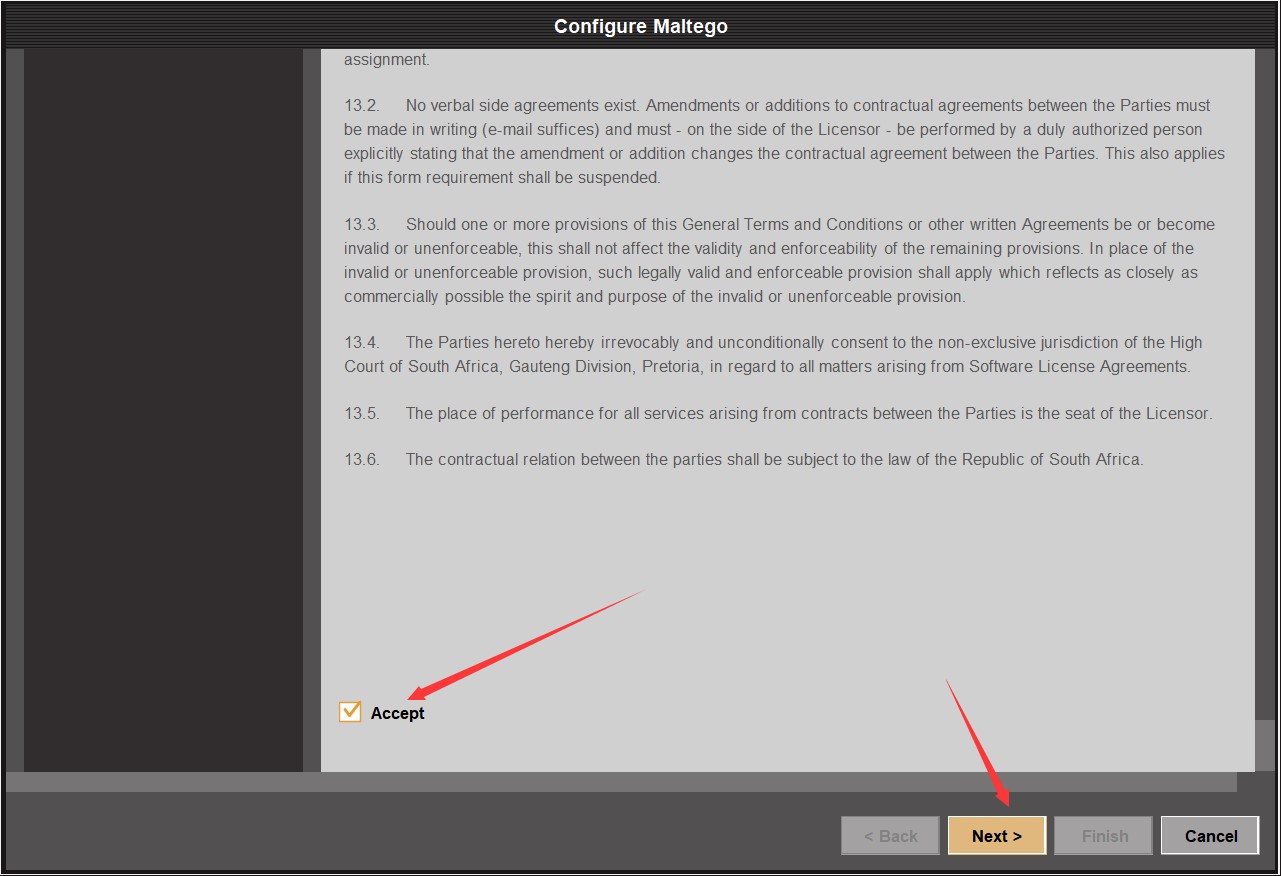 Configure Maltego
assignment.
13.2. No verbal side agreements exist. Amendments or additions to contractual agreements between the Parties must
be made in writing (e-mail suffices) and must - on the side of the Licensor - be performed by a duly authorized person
explicitly stating that the amendment or addition changes the contractual agreement between the Parties. This also applies
if this form requirement shall be suspended.
13.3. Should one or more provisions of this General Terms and Conditions or other written Agreements be or become
invalid or unenforceable, this shall not affect the validity and enforceability of the remaining provisions. In place of the
invalid or unenforceable provision, such legally valid and enforceable provision shall apply which reflects as closely as
commercially possible the spirit and purpose of the invalid or unenforceable provision.
13.4. The Parties hereto hereby irrevocably and unconditionally consent to the non-exclusive jurisdiction of the High
Court of South Africa, Gauteng Division, Pretoria, in regard to all matters arising from Software License Agreements.
13.5. The place of performance for all services arising from contracts between the Parties is the seat of the Licensor.
13.6. The contractual relation between the parties shall be subject to the law of the Republic of South Africa.
Accept
< Back Next > Finish Cancel